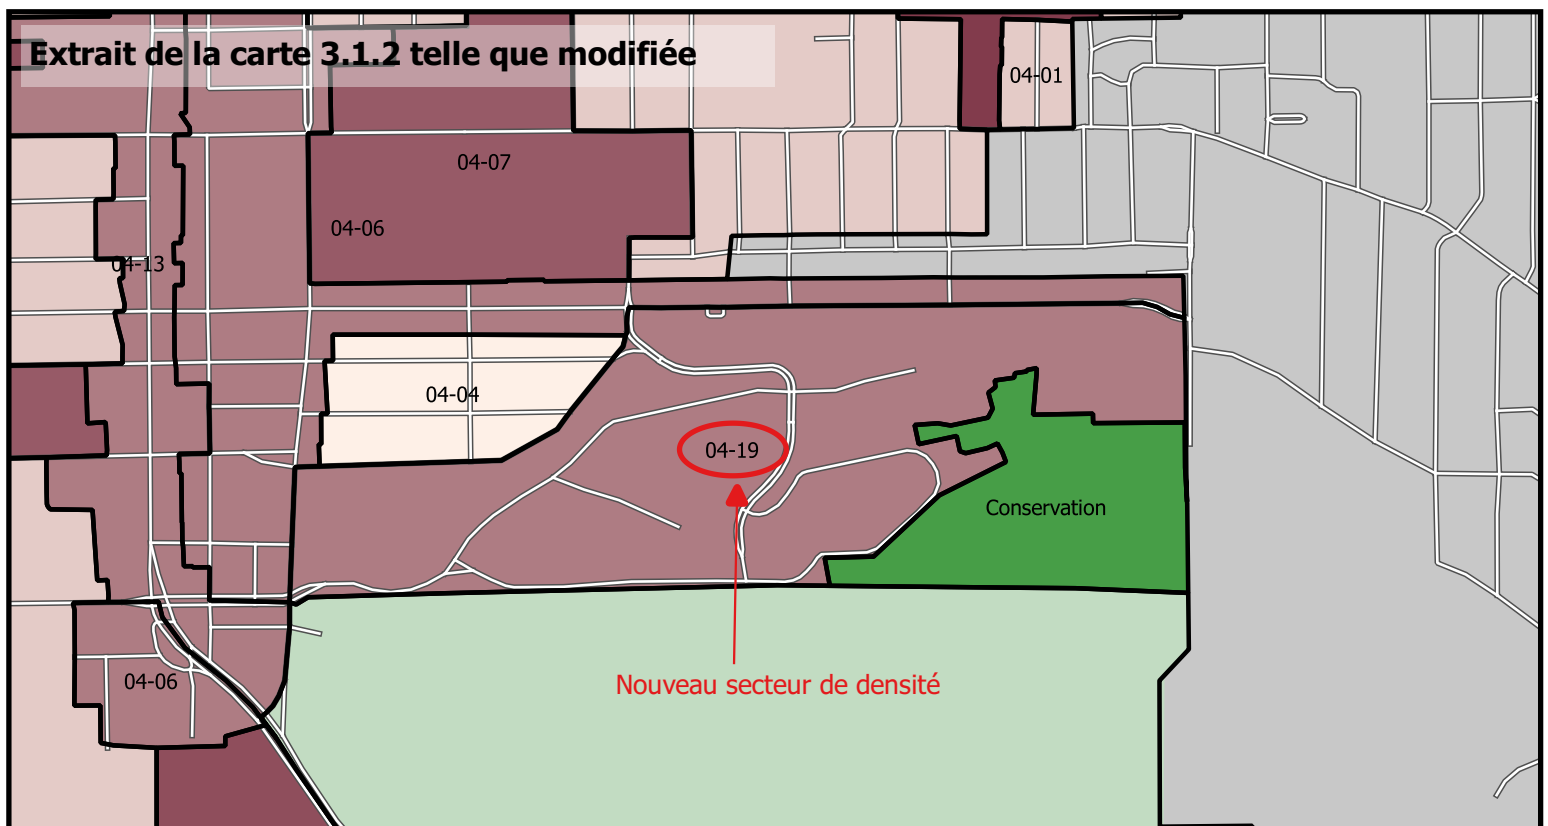 Extrait de la carte 3.1.2 telle que modifiée
04-01
04-07
04-06
04-13
04-04
04-19
Conservation
04-06
Nouveau secteur de densité